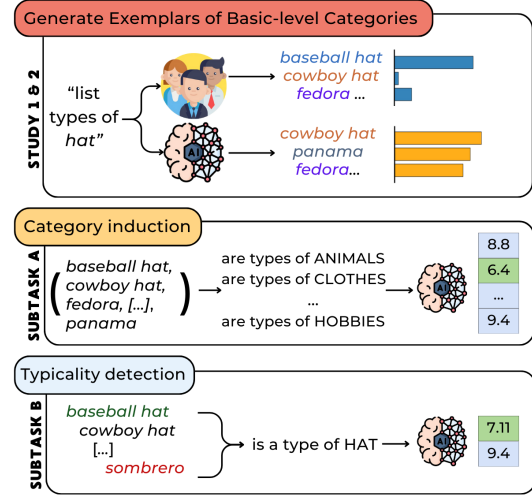 Generate Exemplars of Basic-level Categories
STUDY 1 & 2
"list
types of
hat"
AI
baseball hat
cowboy hat
fedora ...
cowboy hat
panama
fedora...
Category induction
SUBTASK A
baseball hat,
cowboy hat,
fedora, [...],
panama
are types of ANIMALS
are types of CLOTHES
...
are types of HOBBIES
AI
8.8
6.4
...
9.4
Typicality detection
SUBTASK B
baseball hat
cowboy hat
[...]
sombrero
is a type of HAT
AI
7.11
9.4